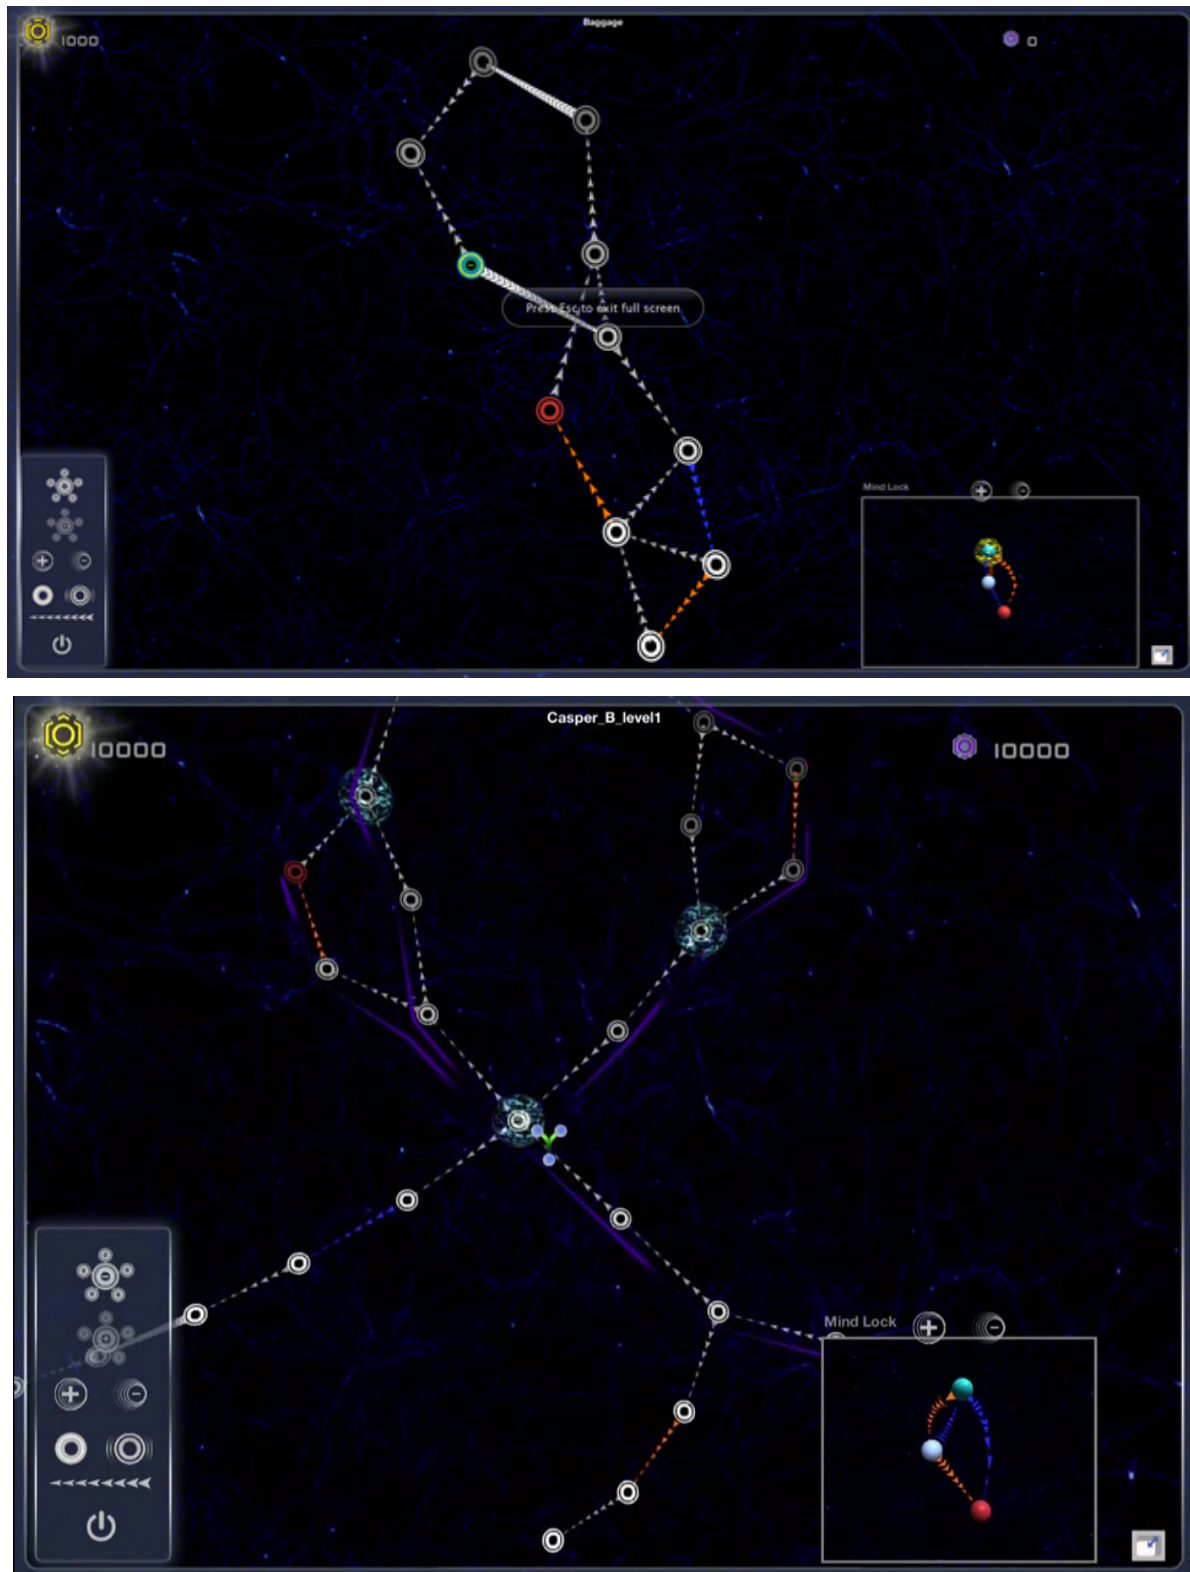 Baggage
1000
0
Press Esc to exit full screen
Mind Lock
Casper_B_level1
10000
10000
Mind Lock